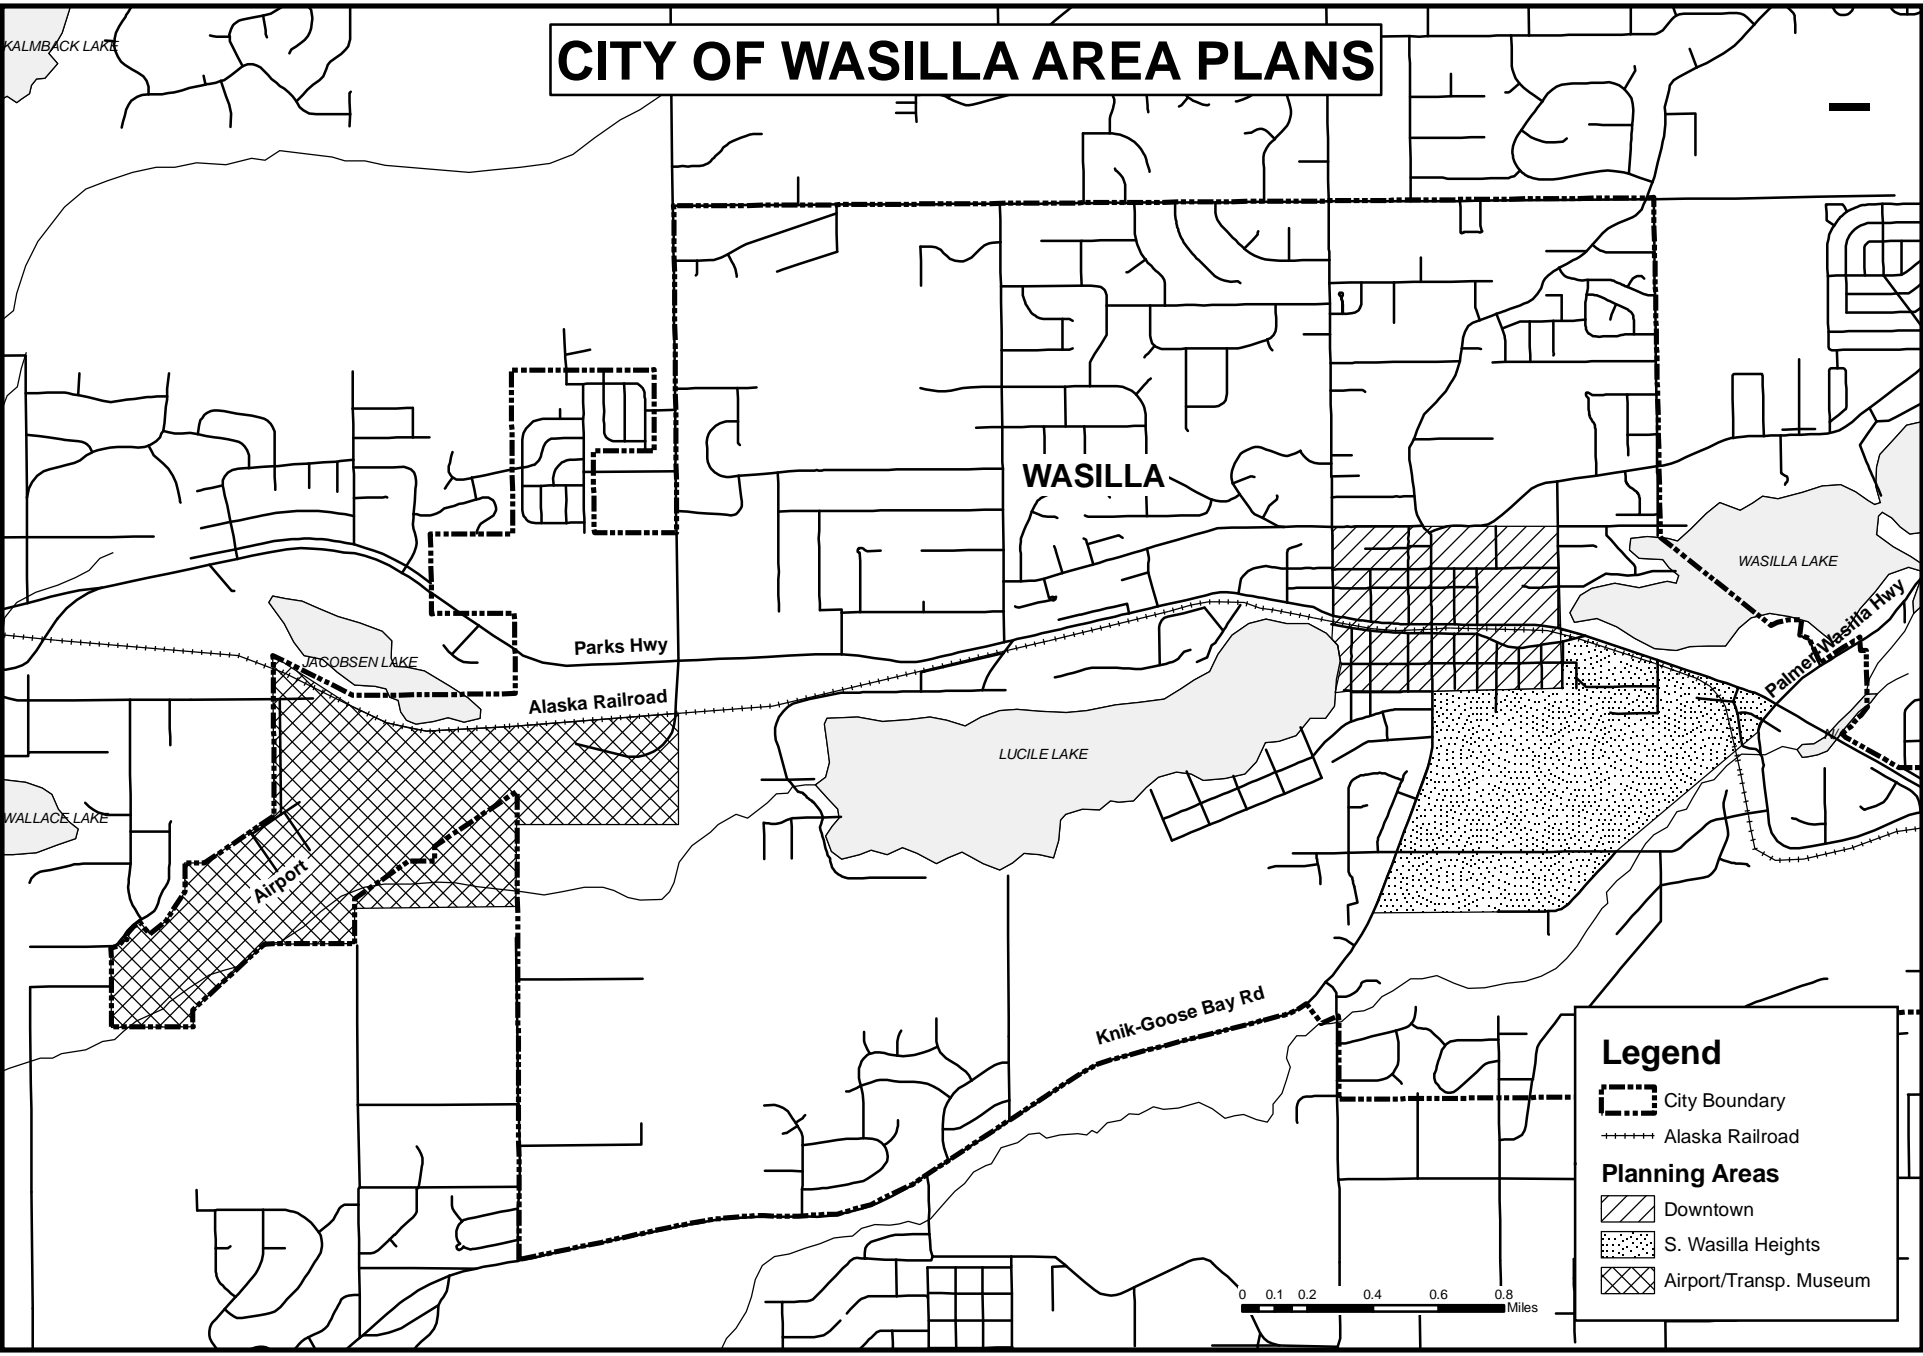 CITY OF WASILLA AREA PLANS
KALMBACK LAKE
WASILLA
WASILLA LAKE
Palmer-Wasilla Hwy
Parks Hwy
JACOBSEN LAKE
Alaska Railroad
LUCILE LAKE
WALLACE LAKE
Airport
Knik-Goose Bay Rd
Legend
City Boundary
Alaska Railroad
Planning Areas
Downtown
S. Wasilla Heights
Airport/Transp. Museum
0 0.1 0.2 0.4 0.6 0.8
Miles